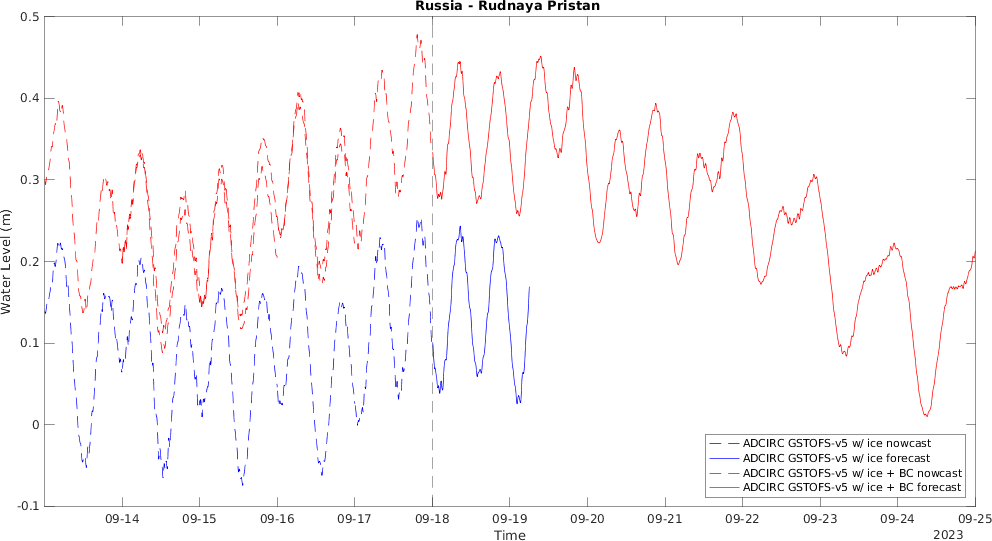 Russia - Rudnaya Pristan
Water Level (m)
0.5
0.4
0.3
0.2
0.1
0
-0.1
ADCIRC GSTOFS-v5 w/ ice nowcast
ADCIRC GSTOFS-v5 w/ ice forecast
ADCIRC GSTOFS-v5 w/ ice + BC nowcast
ADCIRC GSTOFS-v5 w/ ice + BC forecast
09-14 09-15 09-16 09-17 09-18 09-19 09-20 09-21 09-22 09-23 09-24 09-25
Time
2023